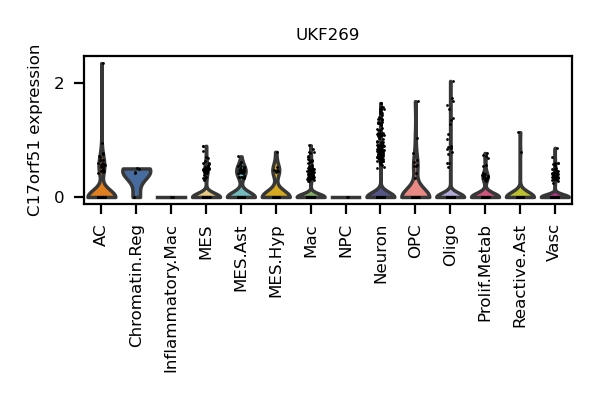 UKF269
C17orf51 expression
2
0
AC
Chromatin.Reg
Inflammatory.Mac
MES
MES.Ast
MES.Hyp
Mac
NPC
Neuron
OPC
Oligo
Prolif.Metab
Reactive.Ast
Vasc